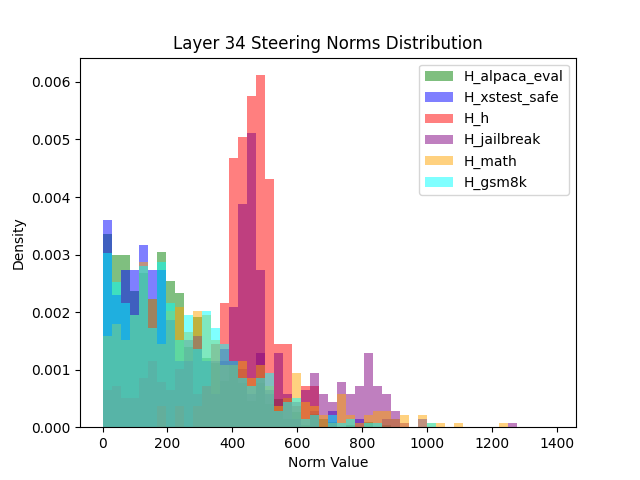 Layer 34 Steering Norms Distribution
H_alpaca_eval
H_xstest_safe
H_h
H_jailbreak
H_math
H_gsm8k
Density
0.006
0.005
0.004
0.003
0.002
0.001
0.000
0 200 400 600 800 1000 1200 1400
Norm Value